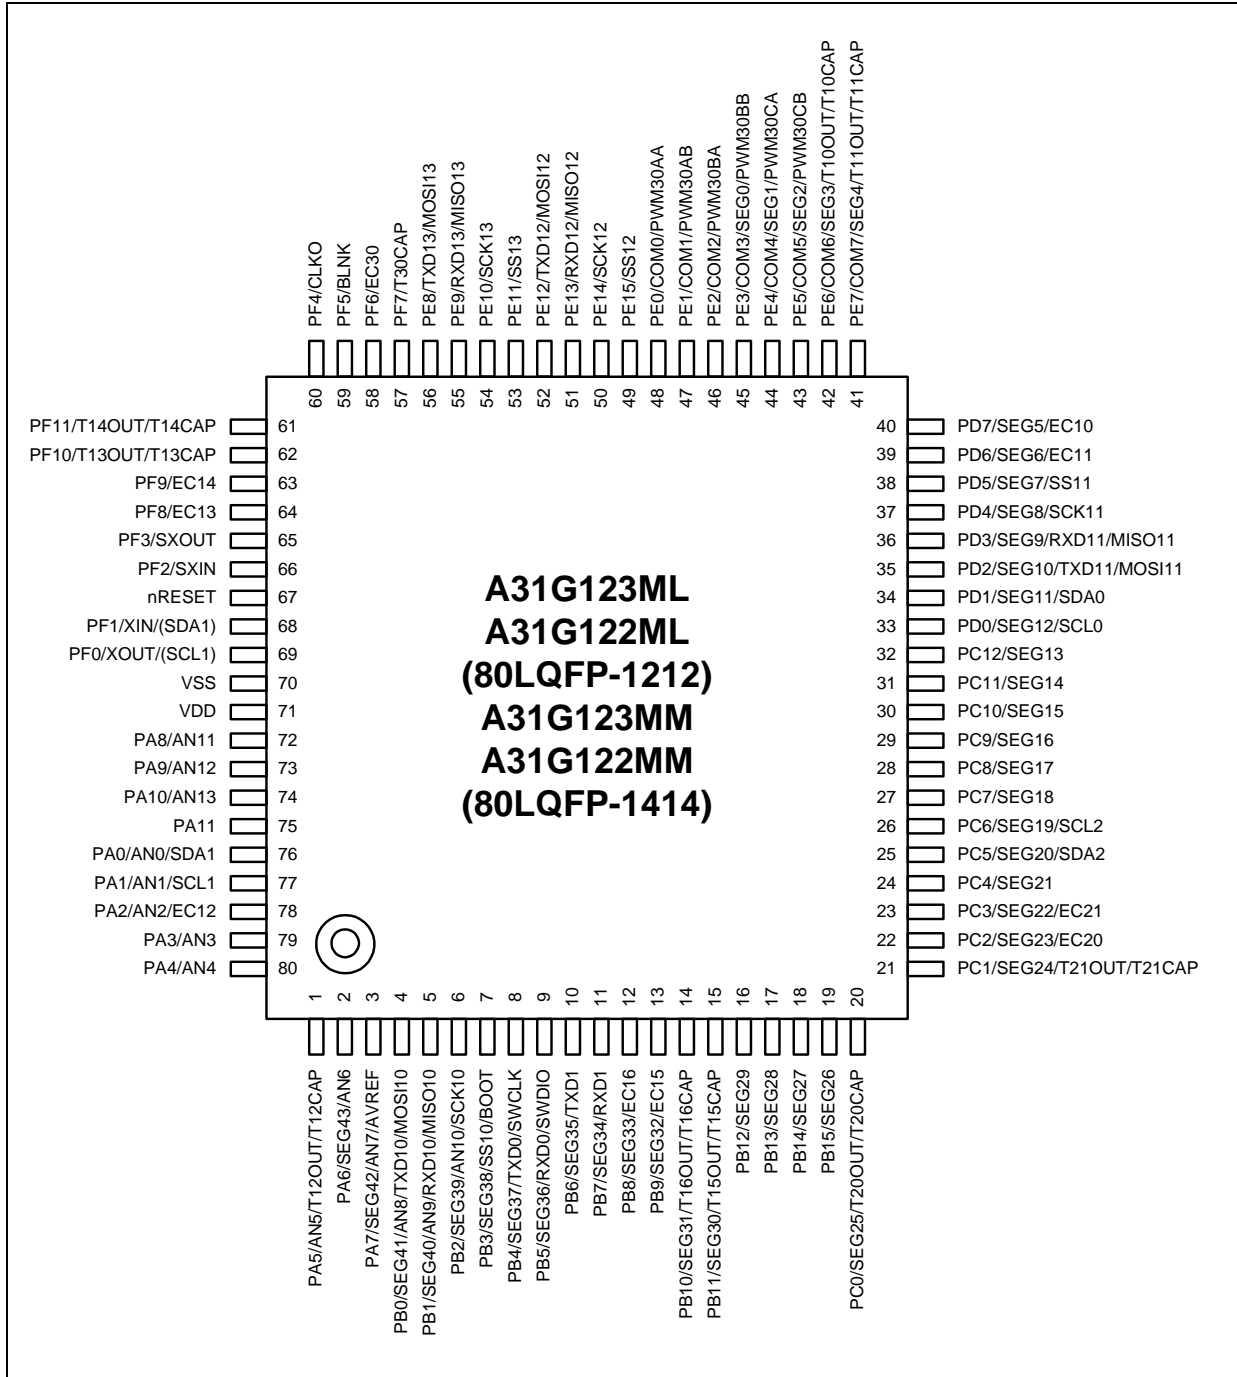 PF4/CLKO
PF5/BLNK
PF6/EC30
PF7/T30CAP
PE8/TXD13/MOSI13
PE9/RXD13/MISO13
PE10/SCK13
PE11/SS13
PE12/TXD12/MOSI12
PE13/RXD12/MISO12
PE14/SCK12
PE15/SS12
PE0/COM0/PWM30AA
PE1/COM1/PWM30AB
PE2/COM2/PWM30BA
PE3/COM3/SEG0/PWM30BB
PE4/COM4/SEG1/PWM30CA
PE5/COM5/SEG2/PWM30CB
PE6/COM6/SEG3/T10OUT/T10CAP
PE7/COM7/SEG4/T11OUT/T11CAP
60
59
58
57
56
55
54
53
52
51
50
49
48
47
46
45
44
43
42
41
PF11/T14OUT/T14CAP 61
PF10/T13OUT/T13CAP 62
PF9/EC14 63
PF8/EC13 64
PF3/SXOUT 65
PF2/SXIN 66
nRESET 67
PF1/XIN/(SDA1) 68
PF0/XOUT/(SCL1) 69
VSS 70
VDD 71
PA8/AN11 72
PA9/AN12 73
PA10/AN13 74
PA11 75
PA0/AN0/SDA1 76
PA1/AN1/SCL1 77
PA2/AN2/EC12 78
PA3/AN3 79
PA4/AN4 80
A31G123ML
A31G122ML
(80LQFP-1212)
A31G123MM
A31G122MM
(80LQFP-1414)
40 PD7/SEG5/EC10
39 PD6/SEG6/EC11
38 PD5/SEG7/SS11
37 PD4/SEG8/SCK11
36 PD3/SEG9/RXD11/MISO11
35 PD2/SEG10/TXD11/MOSI11
34 PD1/SEG11/SDA0
33 PD0/SEG12/SCL0
32 PC12/SEG13
31 PC11/SEG14
30 PC10/SEG15
29 PC9/SEG16
28 PC8/SEG17
27 PC7/SEG18
26 PC6/SEG19/SCL2
25 PC5/SEG20/SDA2
24 PC4/SEG21
23 PC3/SEG22/EC21
22 PC2/SEG23/EC20
21 PC1/SEG24/T21OUT/T21CAP
1
2
3
4
5
6
7
8
9
10
11
12
13
14
15
16
17
18
19
20
PA5/AN5/T12OUT/T12CAP
PA6/SEG43/AN6
PA7/SEG42/AN7/AVREF
PB0/SEG41/AN8/TXD10/MOSI10
PB1/SEG40/AN9/RXD10/MISO10
PB2/SEG39/AN10/SCK10
PB3/SEG38/SS10/BOOT
PB4/SEG37/TXD0/SWCLK
PB5/SEG36/RXD0/SWDIO
PB6/SEG35/TXD1
PB7/SEG34/RXD1
PB8/SEG33/EC16
PB9/SEG32/EC15
PB10/SEG31/T16OUT/T16CAP
PB11/SEG30/T15OUT/T15CAP
PB12/SEG29
PB13/SEG28
PB14/SEG27
PB15/SEG26
PC0/SEG25/T20OUT/T20CAP